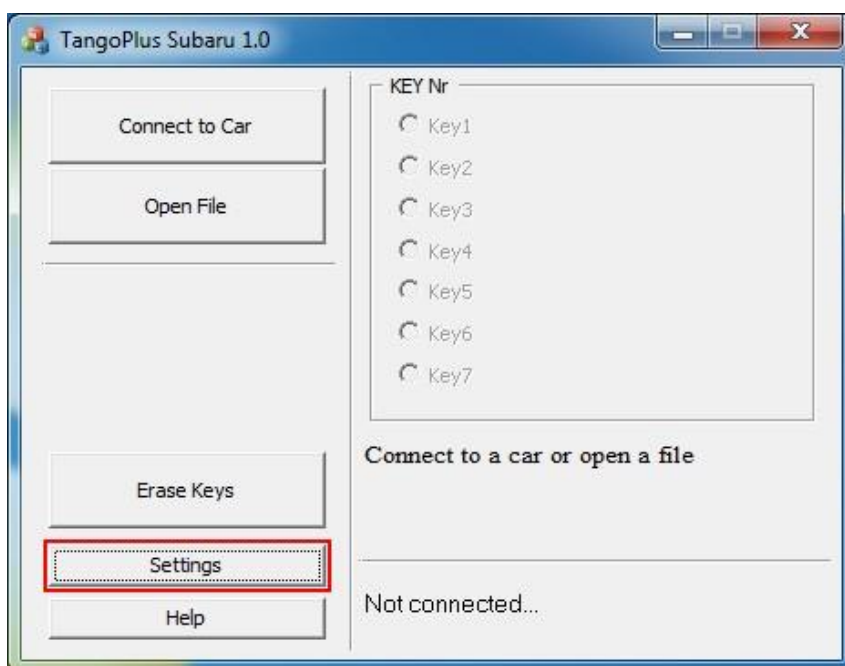 TangoPlus Subaru 1.0
Connect to Car
Open File
Erase Keys
Settings
Help
KEY Nr
Key1
Key2
Key3
Key4
Key5
Key6
Key7
Connect to a car or open a file
Not connected...